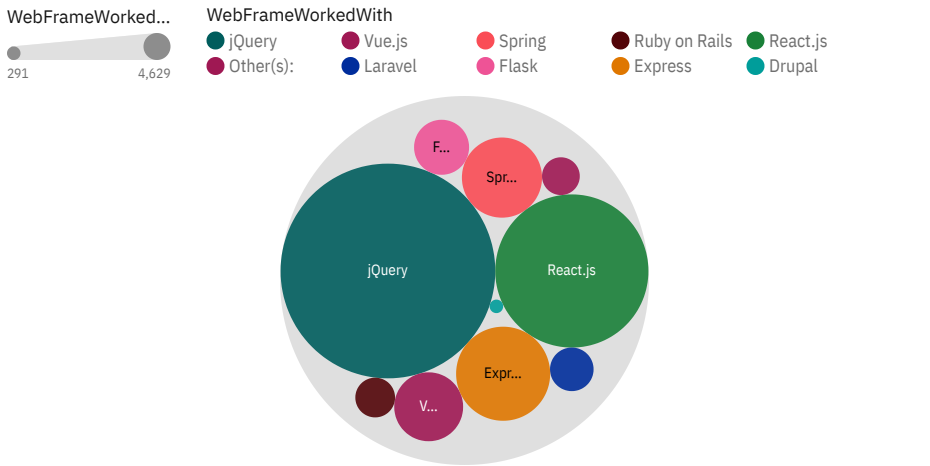 WebFrameWorked...
291
4,629
WebFrameWorkedWith
jQuery
Vue.js
Spring
Ruby on Rails
React.js
Other(s):
Laravel
Flask
Express
Drupal
F...
Spr...
jQuery
React.js
Expr...
V...